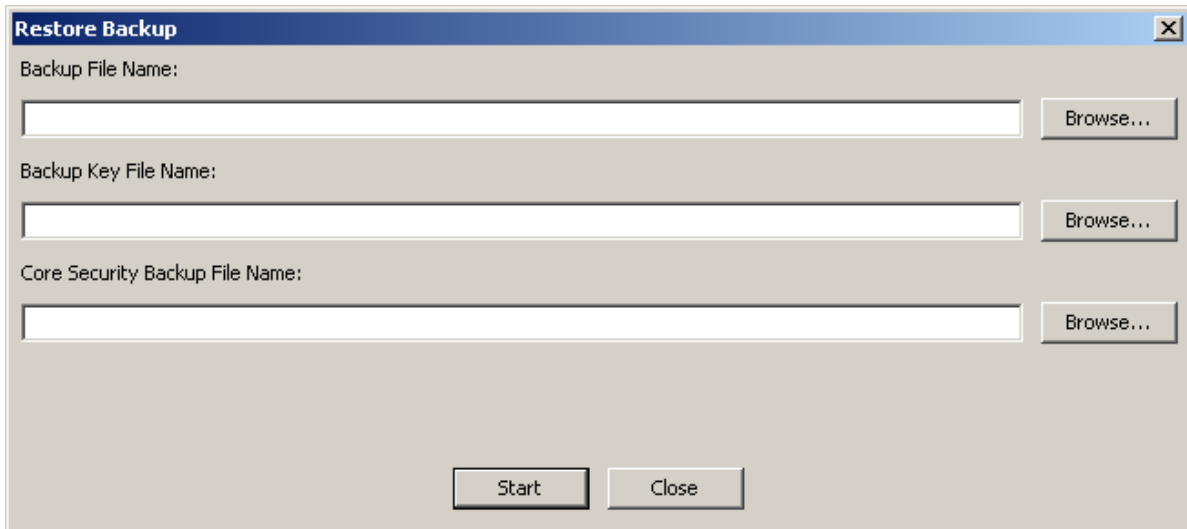 Restore Backup
Backup File Name:
Browse...
Backup Key File Name:
Browse...
Core Security Backup File Name:
Browse...
Start Close